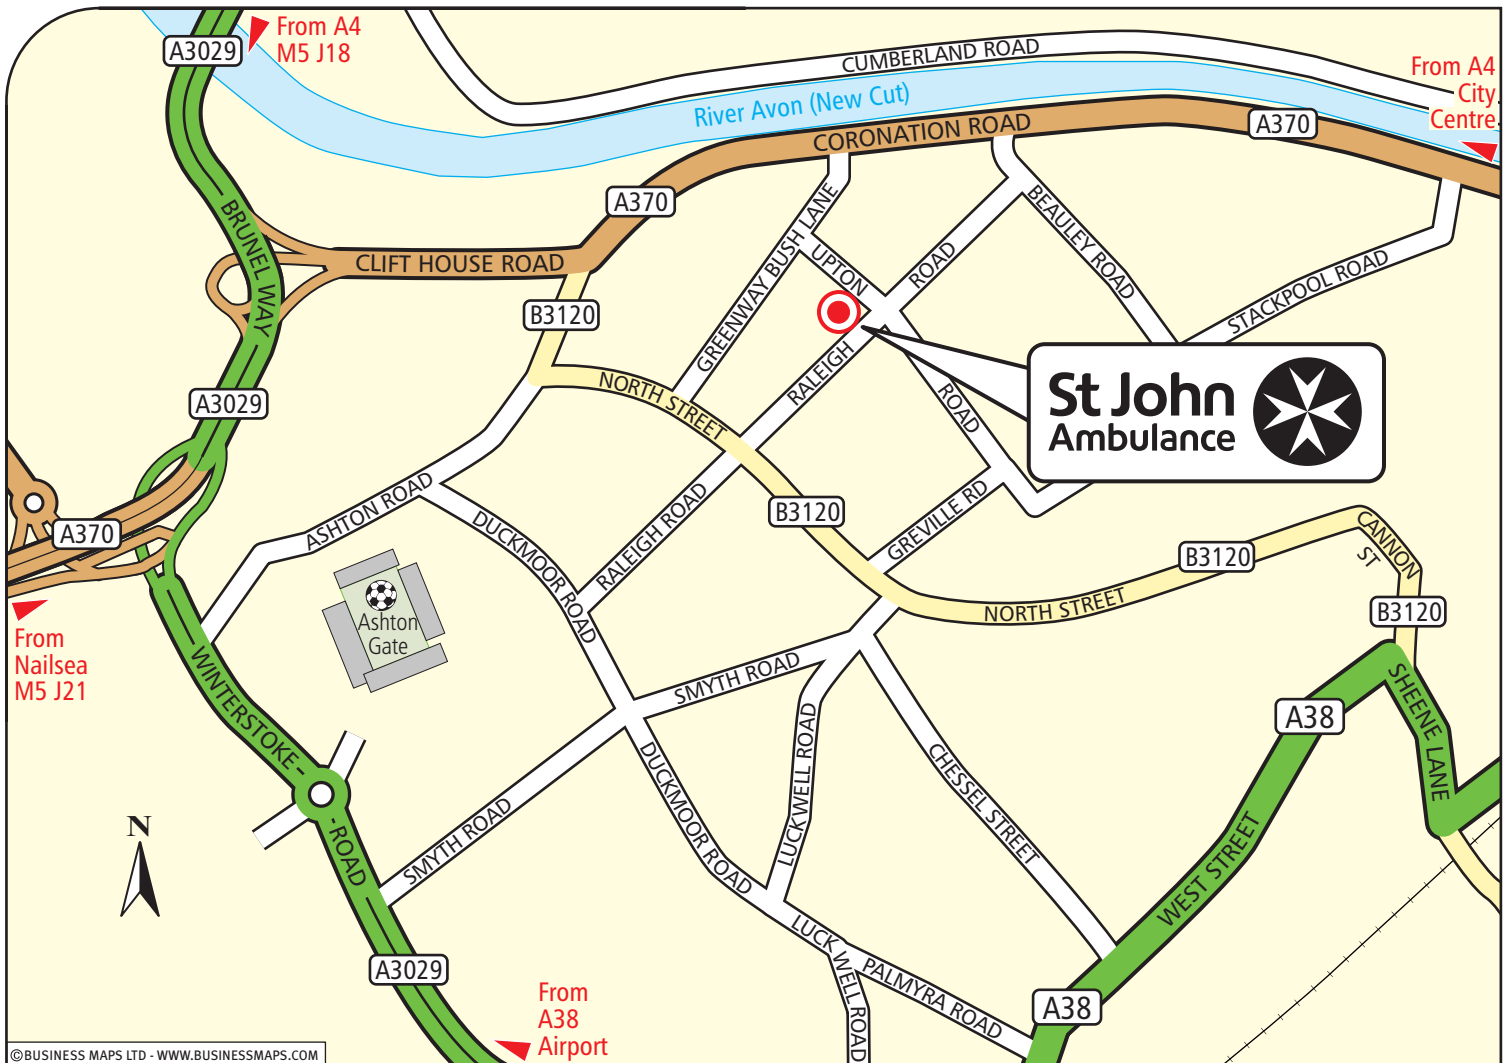 From A4
M5 J18
A3029
CUMBERLAND ROAD
From A4
City
Centre
River Avon (New Cut)
CORONATION ROAD
A370
A370
BRUNEL WAY
CLIFT HOUSE ROAD
GREENWAY BUSH LANE
UPTON
ROAD
BEAULEY ROAD
STACKPOOL ROAD
B3120
RALEIGH
ROAD
St John
Ambulance
A3029
NORTH STREET
ASHTON ROAD
A370
DUCKMOOR ROAD
RALEIGH ROAD
B3120
GREVILLE RD
B3120
CANNON
ST
NORTH STREET
B3120
Ashton
Gate
From
Nailsea
M5 J21
WINTERSTOKE-
-ROAD
SMYTH ROAD
A38
SHEENE LANE
LUCKWELL ROAD
CHESSEL STREET
DUCKMOOR ROAD
SMYTH ROAD
WEST STREET
N
A3029
LUCKWELL ROAD
PALMYRA ROAD
A38
From
A38
Airport
©BUSINESS MAPS LTD - WWW.BUSINESSMAPS.COM